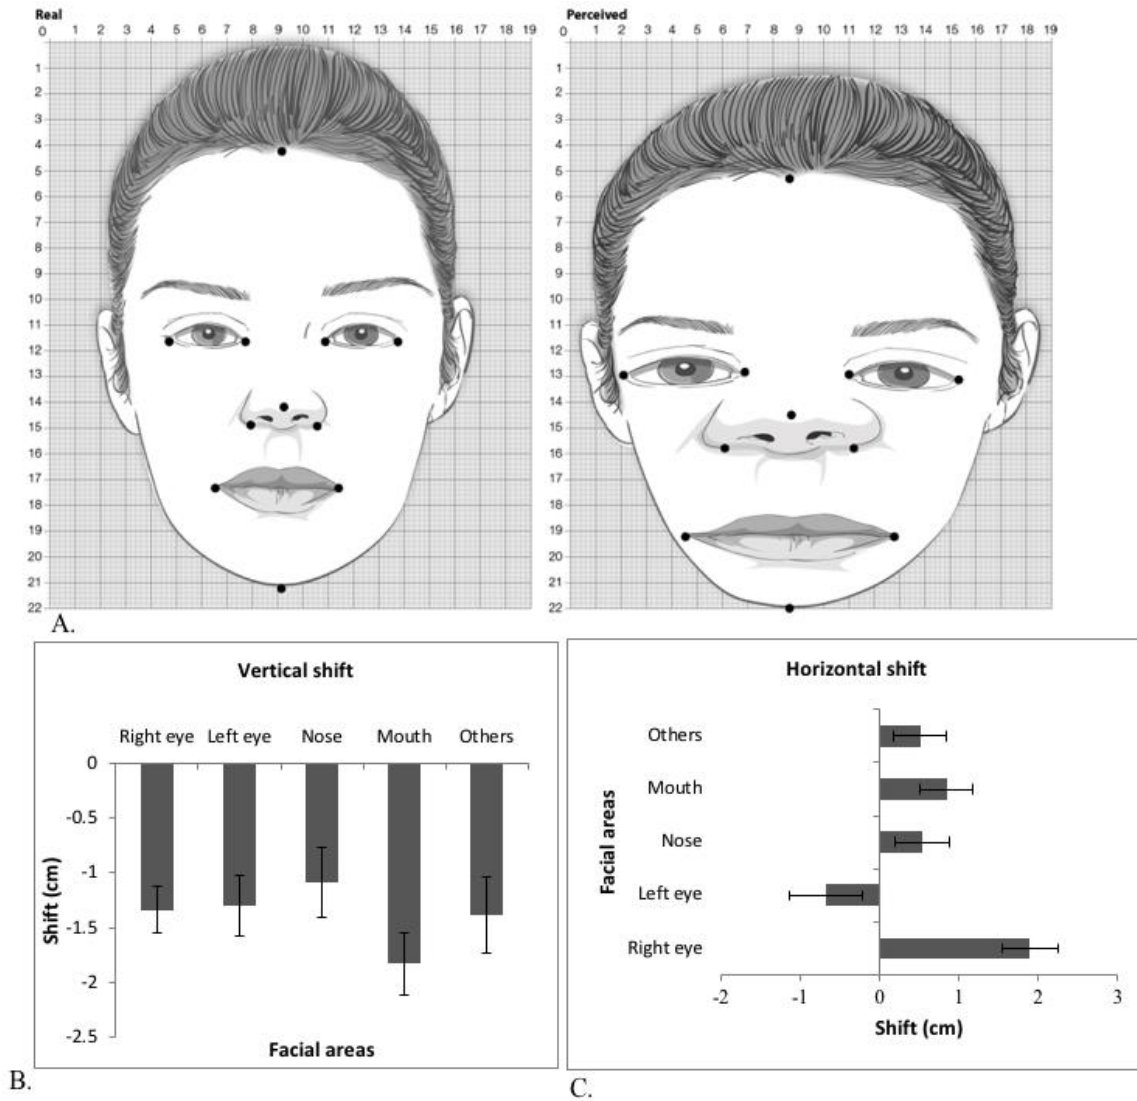 Real
Perceived
0 1 2 3 4 5 6 7 8 9 10 11 12 13 14 15 16 17 18 19
1
2
3
4
5
6
7
8
9
10
11
12
13
14
15
16
17
18
19
20
21
22
0 1 2 3 4 5 6 7 8 9 10 11 12 13 14 15 16 17 18 19
1
2
3
4
5
6
7
8
9
10
11
12
13
14
15
16
17
18
19
20
21
22
A.
Vertical shift
Right eye Left eye Nose Mouth Others
0
-0.5
-1
-1.5
-2
-2.5
Shift (cm)
Facial areas
B.
Horizontal shift
Others
Mouth
Nose
Left eye
Right eye
Facial areas
-2 -1 0 1 2 3
Shift (cm)
C.